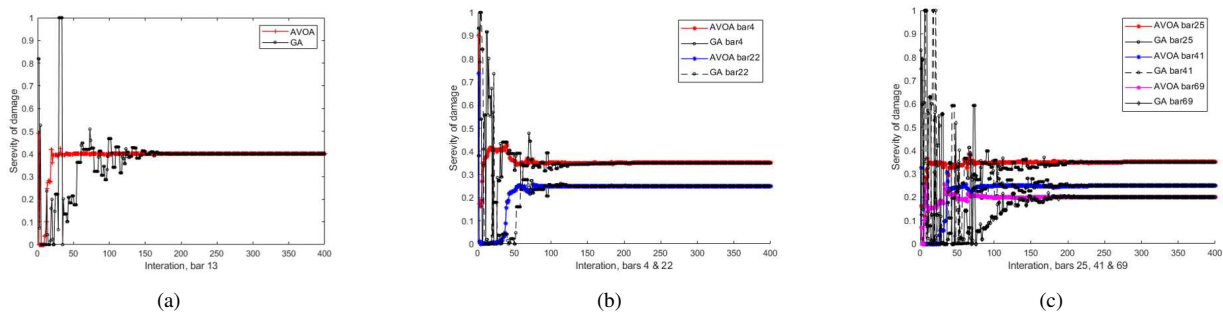 1
0.9
0.8
0.7
0.6
0.5
0.4
0.3
0.2
0.1
0
Serevity of damage
0 50 100 150 200 250 300 350 400
Interation, bar 13
AVOA
GA
(a)
1
0.9
0.8
0.7
0.6
0.5
0.4
0.3
0.2
0.1
0
Serevity of damage
0 50 100 150 200 250 300 350 400
Interation, bars 4 & 22
AVOA bar4
GA bar4
AVOA bar22
GA bar22
(b)
1
0.9
0.8
0.7
0.6
0.5
0.4
0.3
0.2
0.1
0
Serevity of damage
0 50 100 150 200 250 300 350 400
Interation, bars 25, 41 & 69
AVOA bar25
GA bar25
AVOA bar41
GA bar41
AVOA bar69
GA bar69
(c)